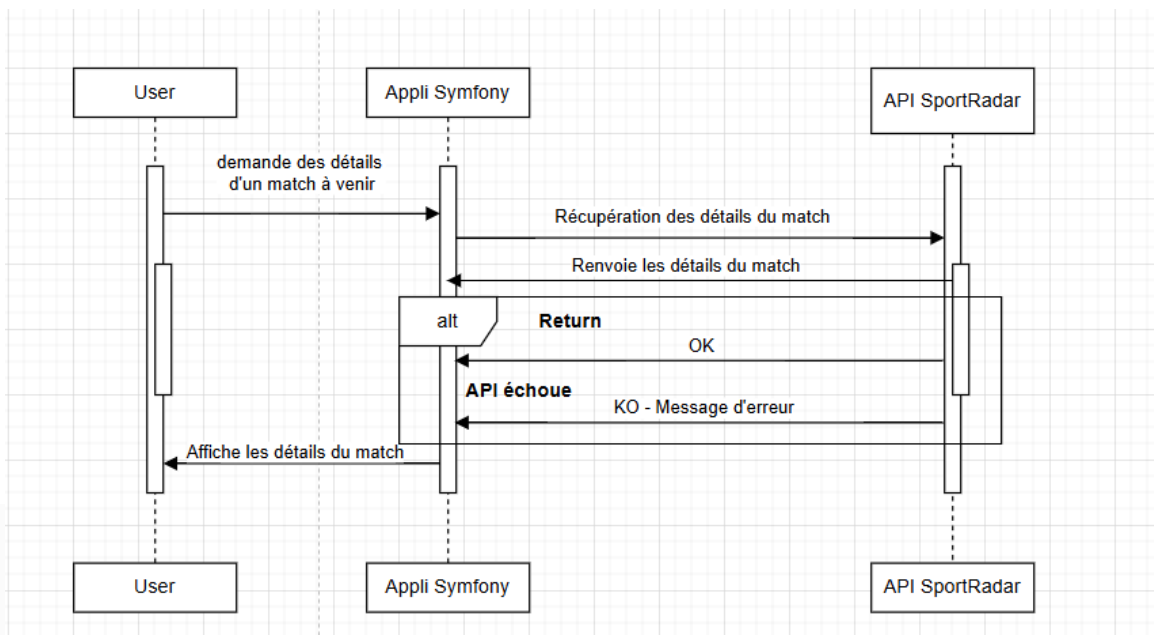 User
Appli Symfony
API SportRadar
demande des détails
d'un match à venir
Récupération des détails du match
Renvoie les détails du match
alt
Return
OK
API échoue
KO - Message d'erreur
Affiche les détails du match
User
Appli Symfony
API SportRadar